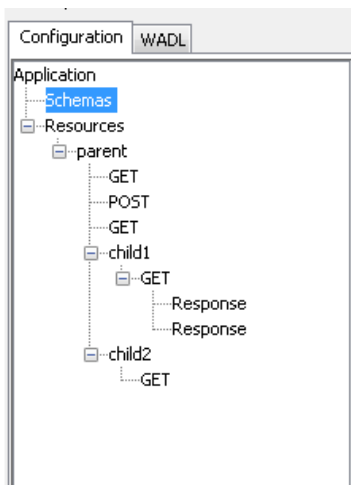 Configuration WADL
Application
Schemas
Resources
parent
GET
POST
GET
child1
GET
Response
Response
child2
GET